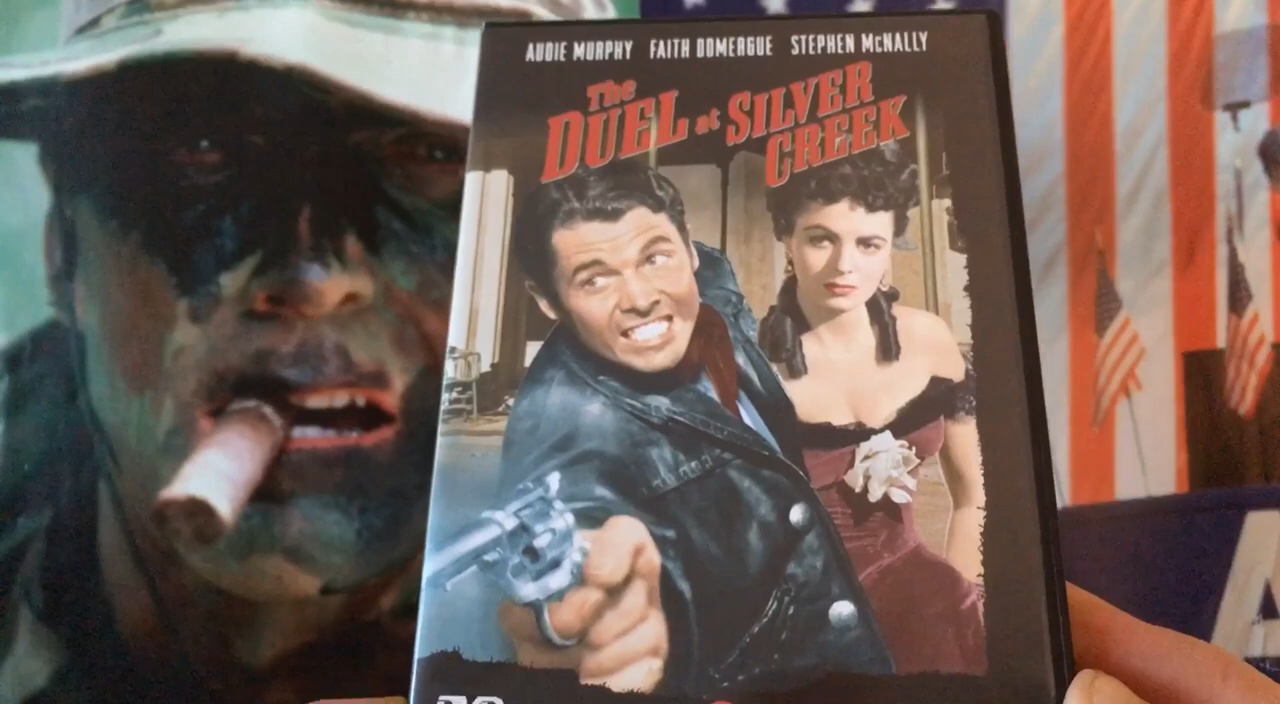 AUDIE MURPHY FAITH DOMERGUE STEPHEN McNALLY
The
DUEL at SILVER
CREEK